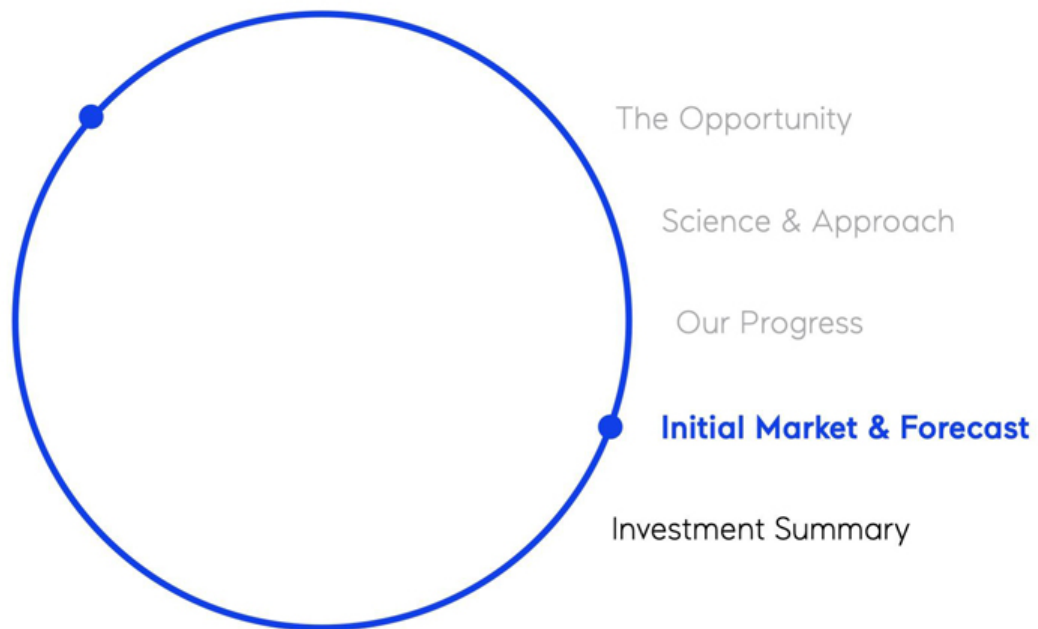 The Opportunity
Science & Approach
Our Progress
Initial Market & Forecast
Investment Summary